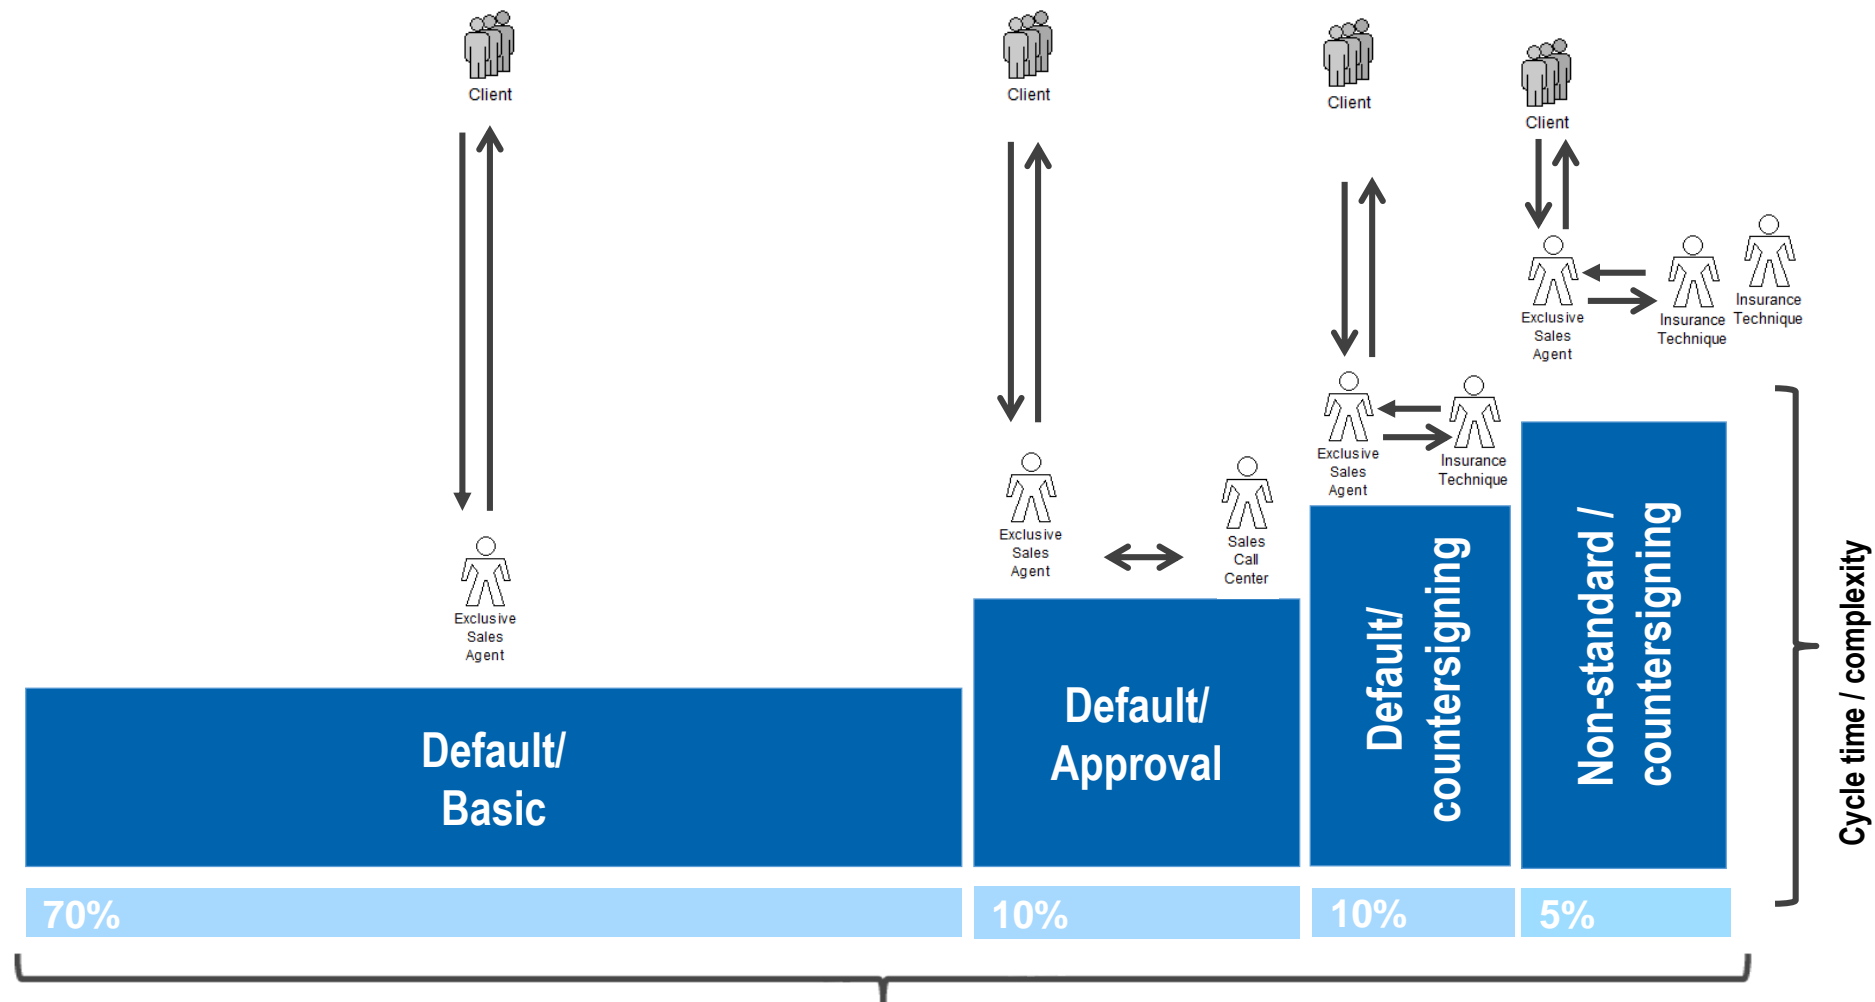 Client
Client
Client
Client
Exclusive
Sales
Agent
Insurance
Technique
Insurance
Technique
Exclusive
Sales
Agent
Insurance
Technique
Exclusive
Sales
Agent
Sales
Call
Center
Exclusive
Sales
Agent
Default/
Basic
Default/
Approval
Default/
countersigning
Non-standard /
countersigning
Cycle time / complexity
70%
10%
10%
5%